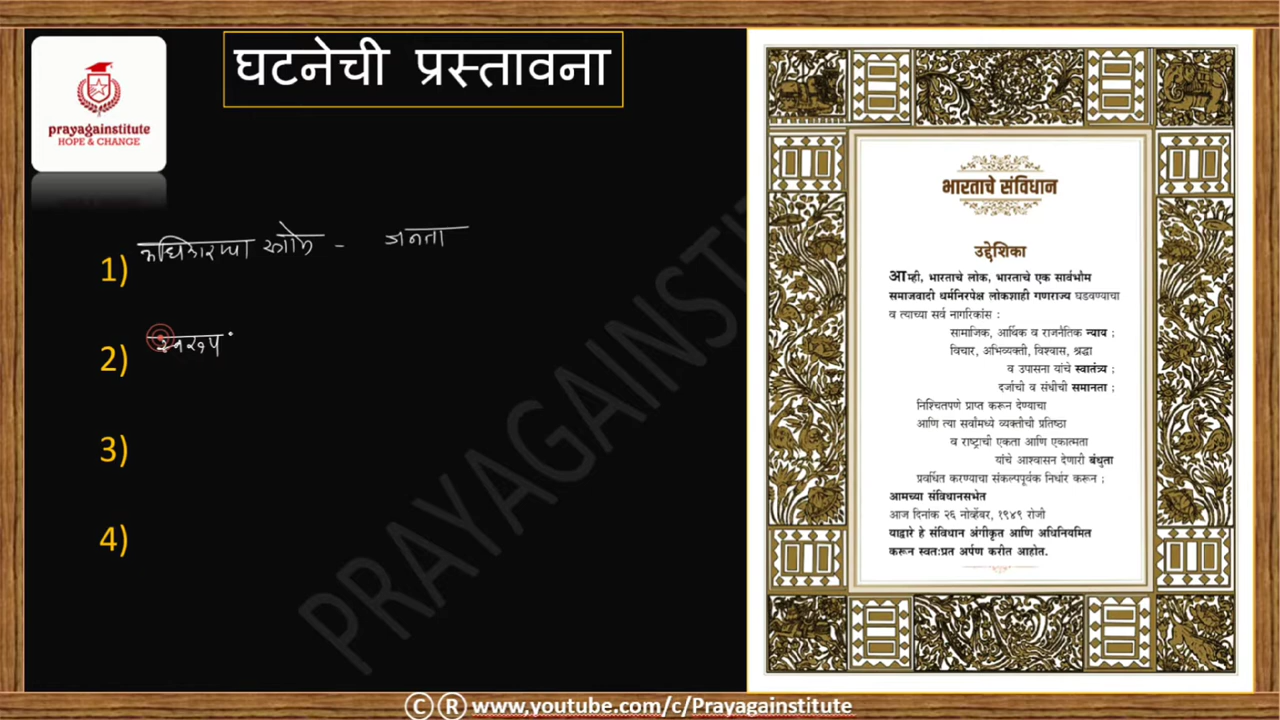 घटनेची प्रस्तावना
prayagainstitute
HOPE & CHANGE
1) अधिकाराचा स्त्रोत - जनता
2) स्वरूप
3)
4)
भारताचे संविधान
उद्देशिका
आम्ही, भारताचे लोक, भारताचे एक सार्वभौम
समाजवादी धर्मनिरपेक्ष लोकशाही गणराज्य घडवण्याचा
व त्याच्या सर्व नागरिकांस :
सामाजिक, आर्थिक व राजनैतिक न्याय ;
विचार, अभिव्यक्ती, विश्वास, श्रद्धा
व उपासना यांचे स्वातंत्र्य ;
दर्जाची व संधीची समानता ;
निश्चितपणे प्राप्त करून देण्याचा
आणि त्या सर्वांमध्ये व्यक्तीची प्रतिष्ठा
व राष्ट्राची एकता आणि एकात्मता
यांचे आश्वासन देणारी बंधुता
प्रवर्धित करण्याचा संकल्पपूर्वक निर्धार करून ;
आमच्या संविधानसभेत
आज दिनांक २६ नोव्हेंबर, १९४९ रोजी
याद्वारे हे संविधान अंगीकृत आणि अधिनियमित
करून स्वतःप्रत अर्पण करीत आहोत.
PRAYAGAINSTIT
© ® www,youtube.com/c/Prayagainstitute